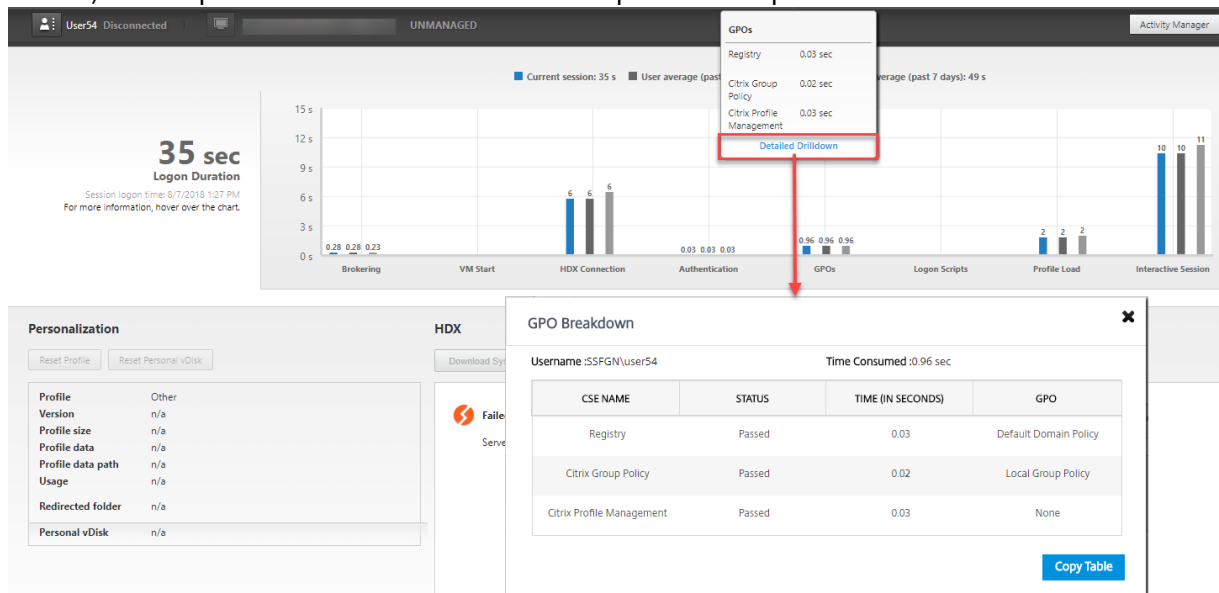 User54 Disconnected
UNMANAGED
Activity Manager
GPOs
Registry 0.03 sec
Citrix Group Policy 0.02 sec
Citrix Profile Management 0.03 sec
Detailed Drilldown
Current session: 35 s User average (pas
verage (past 7 days): 49 s
35 sec
Logon Duration
Session logon time: 8/7/2018 1:27 PM
For more information, hover over the chart.
15 s
12 s
9 s
6 s
3 s
0 s
0.28 0.28 0.23
6 6 6
0.03 0.03 0.03
0.96 0.96 0.96
2 2 2
10 10 11
Brokering VM Start HDX Connection Authentication GPOs Logon Scripts Profile Load Interactive Session
Personalization
Reset Profile Reset Personal vDisk
Profile Other
Version n/a
Profile size n/a
Profile data n/a
Profile data path n/a
Usage n/a
Redirected folder n/a
Personal vDisk n/a
HDX
Download Sy
Faile
Serve
GPO Breakdown
Username :SSFGN\user54 Time Consumed :0.96 sec
CSE NAME STATUS TIME (IN SECONDS) GPO
Registry Passed 0.03 Default Domain Policy
Citrix Group Policy Passed 0.02 Local Group Policy
Citrix Profile Management Passed 0.03 None
Copy Table